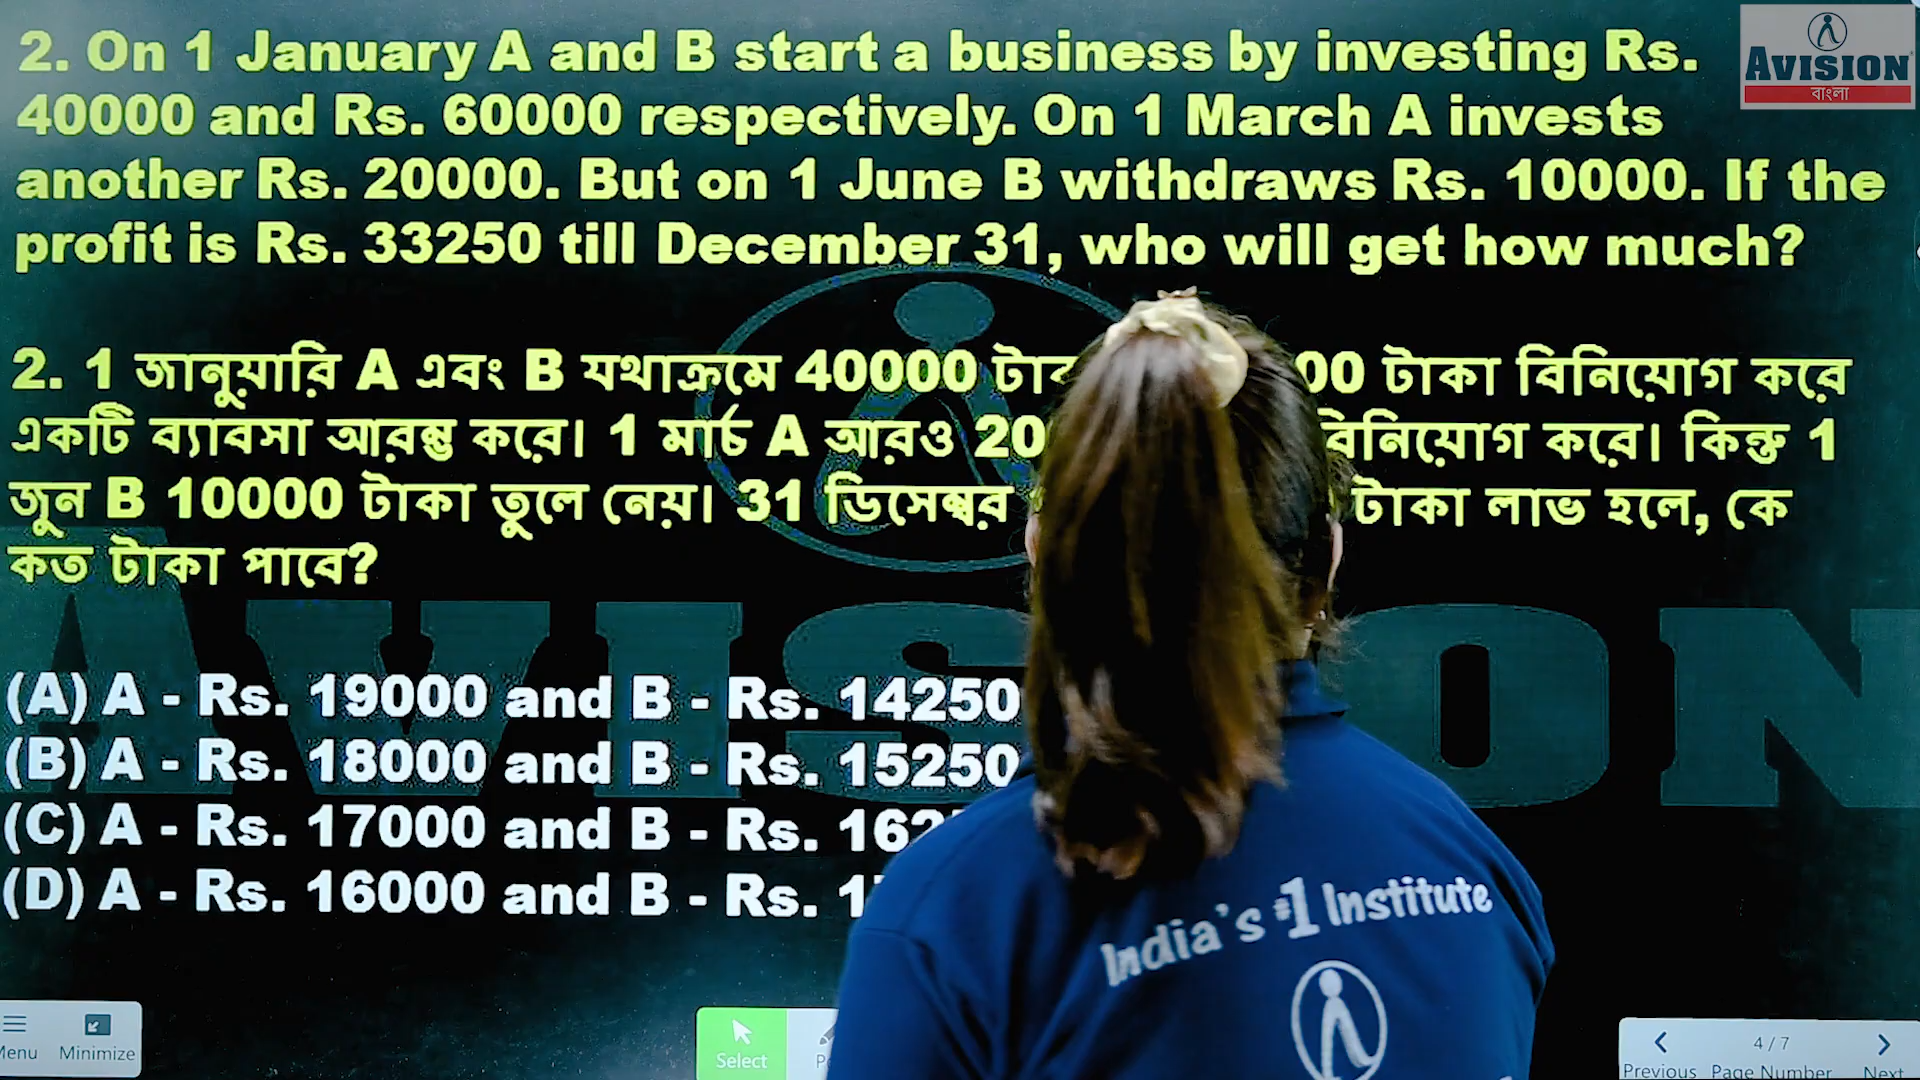 2. On 1 January A and B start a business by investing Rs.
40000 and Rs. 60000 respectively. On 1 March A invests
another Rs. 20000. But on 1 June B withdraws Rs. 10000. If the
profit is Rs. 33250 till December 31, who will get how much?
2. 1 জানুয়ারি A এবং B যথাক্রমে 40000 টাকা বিনিয়োগ করে
একটি ব্যাবসা আরম্ভ করে। 1 মার্চ A আরও বিনিয়োগ করে। কিন্তু 1
জুন B 10000 টাকা তুলে নেয়। 31 ডিসেম্বর টাকা লাভ হলে, কে
কত টাকা পাবে?
(A) A - Rs. 19000 and B - Rs. 14250
(B) A - Rs. 18000 and B - Rs. 15250
(C) A - Rs. 17000 and B - Rs.
(D) A - Rs. 16000 and B - Rs.
AVISION
বাংলা
AVISION
India's #1 Institute
Menu Minimize
Select
4 / 7
Previous Page Number Next